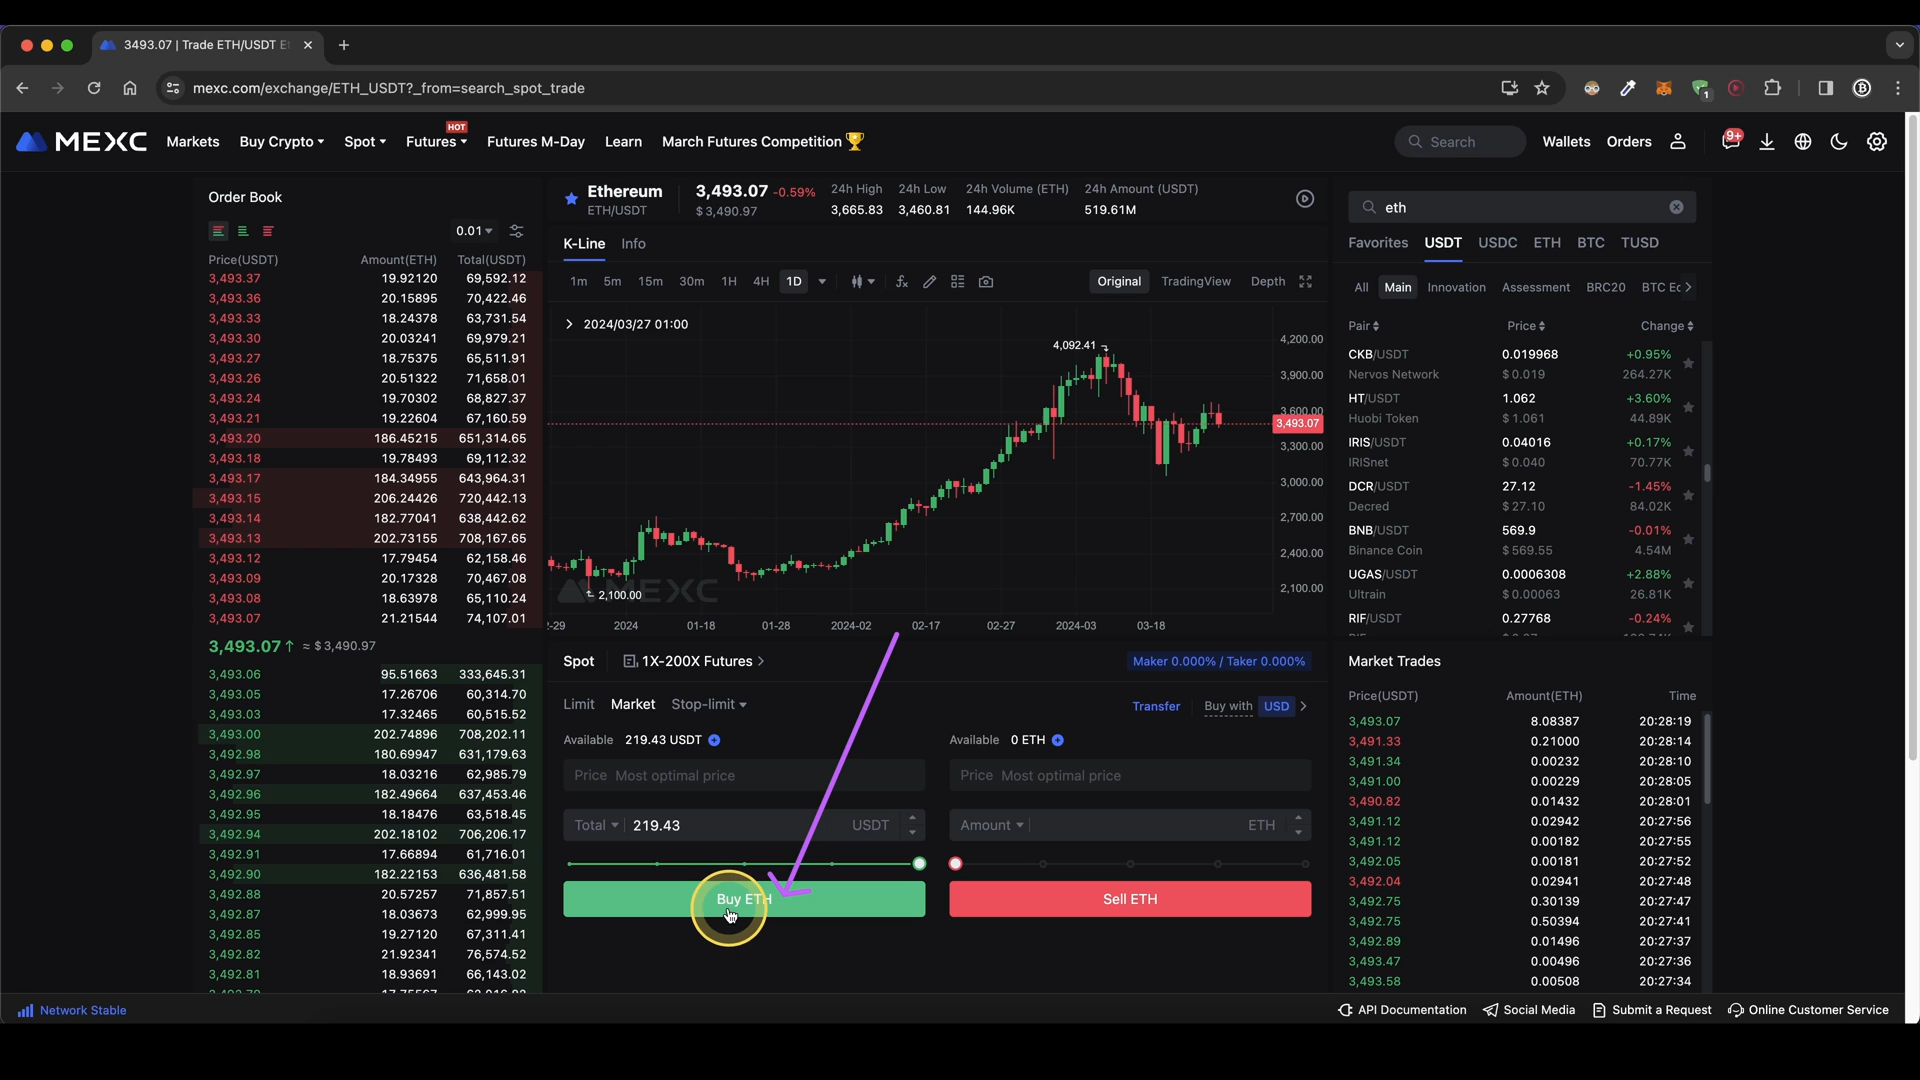 3493.07 | Trade ETH/USDT E
mexc.com/exchange/ETH_USDT?_from=search_spot_trade
1
MEXC
Markets
Buy Crypto
Spot
Futures
HOT
Futures M-Day
Learn
March Futures Competition
Search
Wallets
Orders
9+
Order Book
0.01
Price(USDT) Amount(ETH) Total(USDT)
3,493.37 19.92120 69,592.12
3,493.36 20.15895 70,422.46
3,493.33 18.24378 63,731.54
3,493.30 20.03241 69,979.21
3,493.27 18.75375 65,511.91
3,493.26 20.51322 71,658.01
3,493.24 19.70302 68,827.37
3,493.21 19.22604 67,160.59
3,493.20 186.45215 651,314.65
3,493.18 19.78493 69,112.32
3,493.17 184.34955 643,964.31
3,493.15 206.24426 720,442.13
3,493.14 182.77041 638,442.62
3,493.13 202.73155 708,167.65
3,493.12 17.79454 62,158.46
3,493.09 20.17328 70,467.08
3,493.08 18.63978 65,110.24
3,493.07 21.21544 74,107.01
3,493.07↑ ≈ $3,490.97
3,493.06 95.51663 333,645.31
3,493.05 17.26706 60,314.70
3,493.03 17.32465 60,515.52
3,493.00 202.74896 708,202.11
3,492.98 180.69947 631,179.63
3,492.97 18.03216 62,985.79
3,492.96 182.49664 637,453.46
3,492.95 18.18476 63,518.45
3,492.94 202.18102 706,206.17
3,492.91 17.66894 61,716.01
3,492.90 182.22153 636,481.58
3,492.88 20.57257 71,857.51
3,492.87 18.03673 62,999.95
3,492.85 19.27120 67,311.41
3,492.82 21.92341 76,574.52
3,492.81 18.93691 66,143.02
Ethereum
ETH/USDT
3,493.07 -0.59%
$3,490.97
24h High
3,665.83
24h Low
3,460.81
24h Volume (ETH)
144.96K
24h Amount (USDT)
519.61M
K-Line
Info
1m 5m 15m 30m 1H 4H 1D
Original
TradingView
Depth
2024/03/27 01:00
4,092.41
2,100.00
MEXC
4,200.00
3,900.00
3,600.00
3,493.07
3,300.00
3,000.00
2,700.00
2,400.00
2,100.00
-29 2024 01-18 01-28 2024-02 02-17 02-27 2024-03 03-18
Spot
1X-200X Futures
Maker 0.000% / Taker 0.000%
Limit Market Stop-limit
Transfer
Buy with USD
Available 219.43 USDT
Price Most optimal price
Total 219.43 USDT
Buy ETH
Available 0 ETH
Price Most optimal price
Amount ETH
Sell ETH
eth
Favorites USDT USDC ETH BTC TUSD
All Main Innovation Assessment BRC20 BTC Ec
Pair Price Change
CKB/USDT 0.019968 +0.95%
Nervos Network $0.019 264.27K
HT/USDT 1.062 +3.60%
Huobi Token $1.061 44.89K
IRIS/USDT 0.04016 +0.17%
IRISnet $0.040 70.77K
DCR/USDT 27.12 -1.45%
Decred $27.10 84.02K
BNB/USDT 569.9 -0.01%
Binance Coin $569.55 4.54M
UGAS/USDT 0.0006308 +2.88%
Ultrain $0.00063 26.81K
RIF/USDT 0.27768 -0.24%
Market Trades
Price(USDT) Amount(ETH) Time
3,493.07 8.08387 20:28:19
3,491.33 0.21000 20:28:14
3,491.34 0.00232 20:28:10
3,491.00 0.00229 20:28:05
3,490.82 0.01432 20:28:01
3,491.12 0.02942 20:27:56
3,491.12 0.00182 20:27:55
3,492.05 0.00181 20:27:52
3,492.04 0.02941 20:27:48
3,492.75 0.30139 20:27:47
3,492.75 0.50394 20:27:41
3,492.89 0.01496 20:27:37
3,493.47 0.00496 20:27:36
3,493.58 0.00508 20:27:34
Network Stable
API Documentation
Social Media
Submit a Request
Online Customer Service